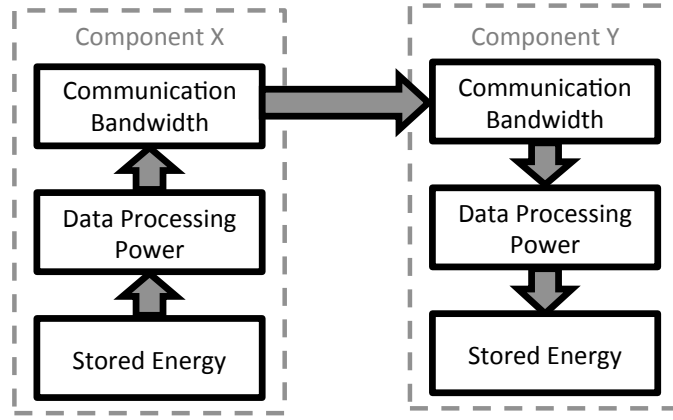 Component X
Communication
Bandwidth
Data Processing
Power
Stored Energy
Component Y
Communication
Bandwidth
Data Processing
Power
Stored Energy